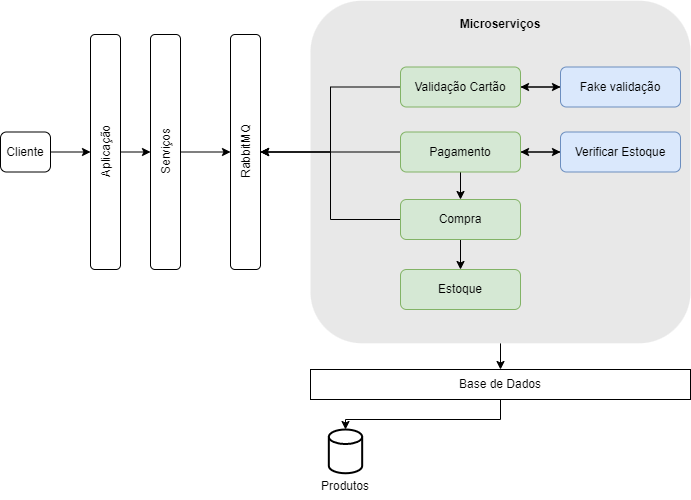 Microserviços
Cliente
Aplicação
Serviços
RabbitMQ
Validação Cartão
Fake validação
Pagamento
Verificar Estoque
Compra
Estoque
Base de Dados
Produtos